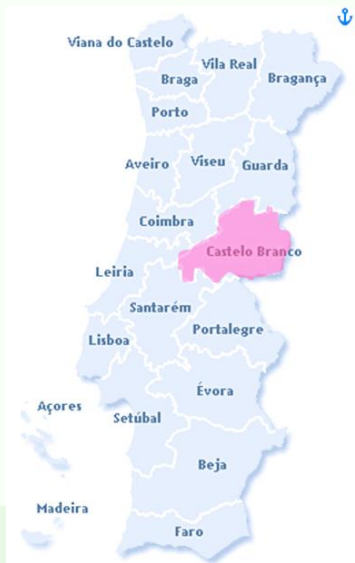 Viana do Castelo
Vila Real
Braga
Bragança
Porto
Aveiro
Viseu
Guarda
Coimbra
Castelo Branco
Leiria
Santarém
Portalegre
Lisboa
Évora
Açores
Setúbal
Beja
Madeira
Faro